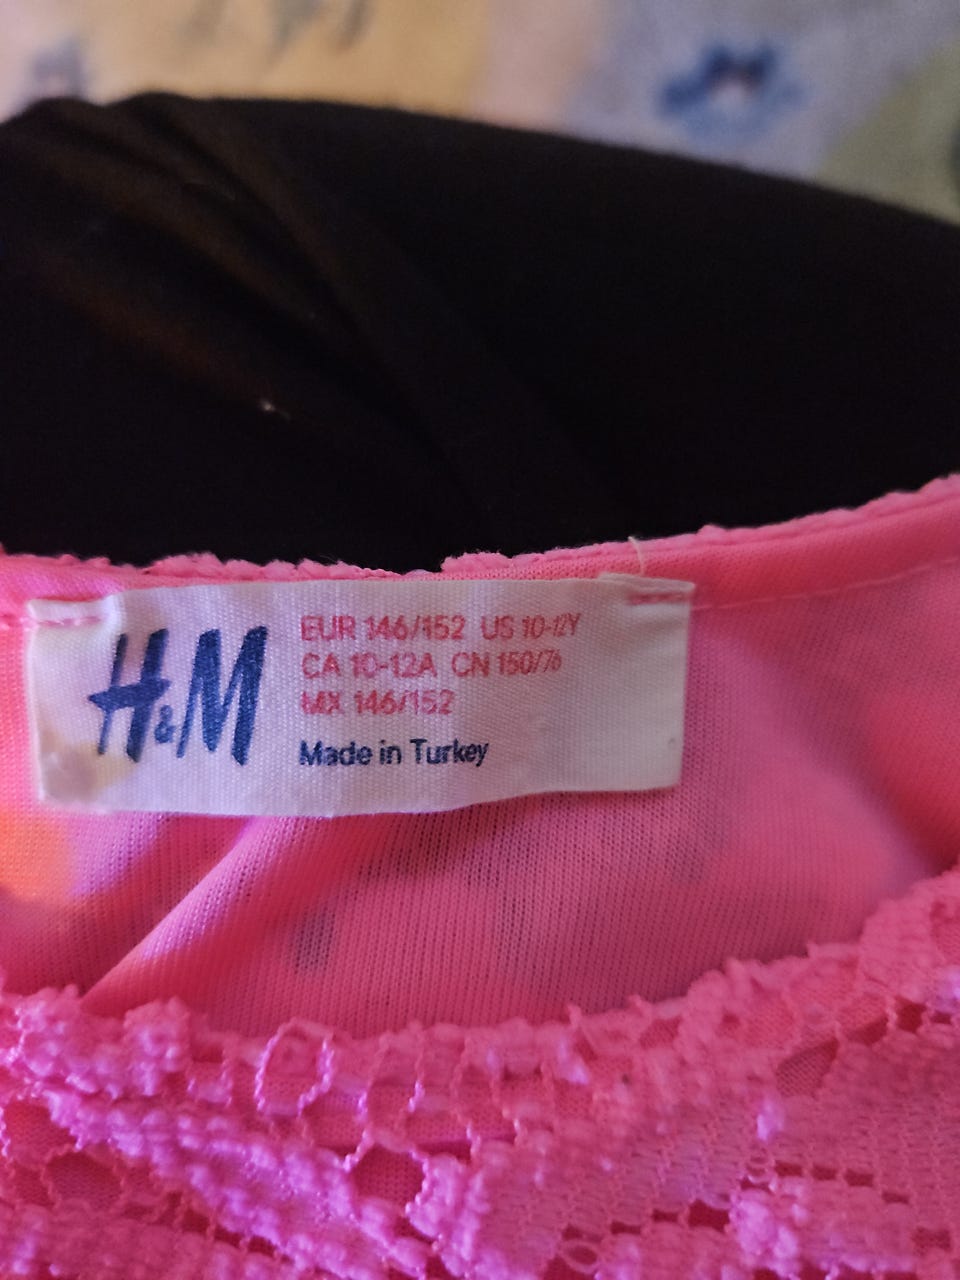 H&M
EUR 146/152 US 10-12Y
CA 10-12A CN 150/76
MX 146/152
Made in Turkey